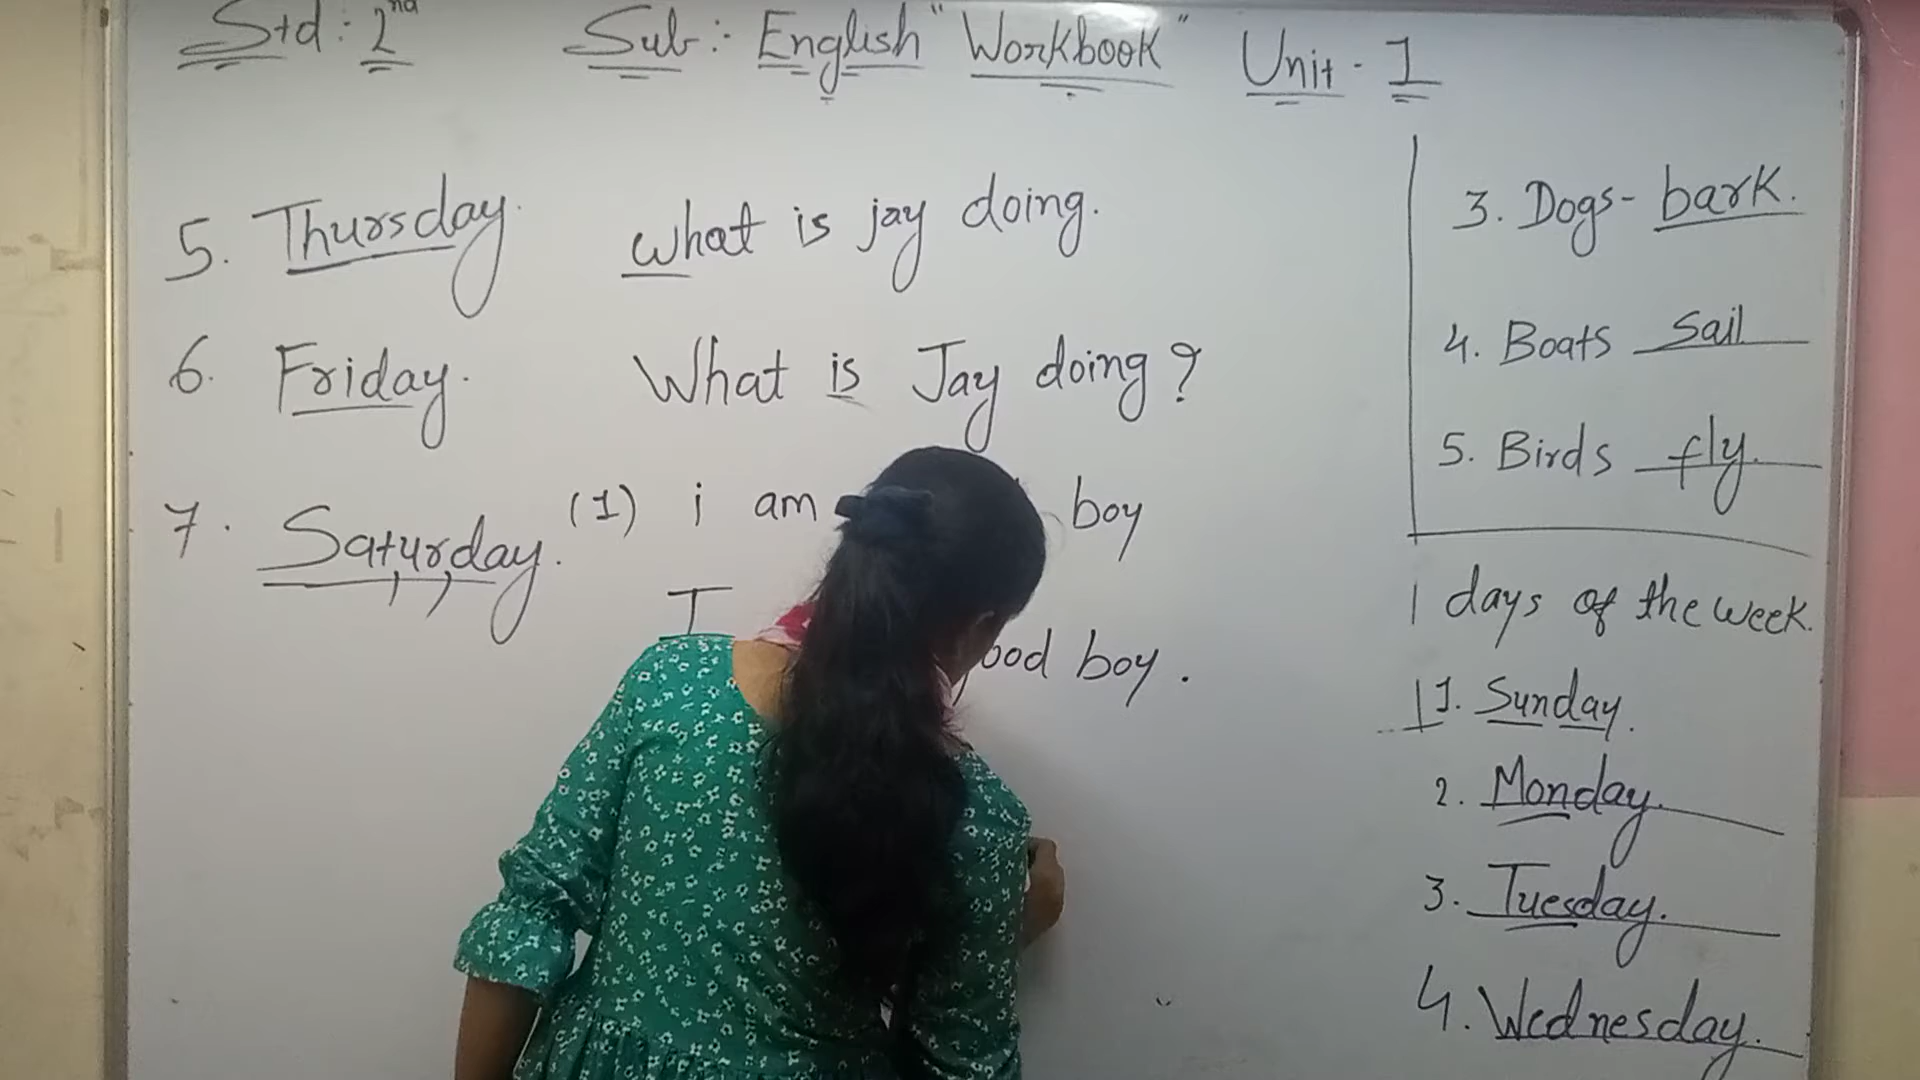 Std : 2nd Sub :- English "Workbook" Unit - 1
5. Thursday.
6. Friday.
7. Saturday.
what is jay doing.
What is Jay doing ?
(1) i am boy
I ood boy .
3. Dogs - bark.
4. Boats sail
5. Birds fly.
days of the week.
1. Sunday.
2. Monday.
3. Tuesday.
4. Wednesday.